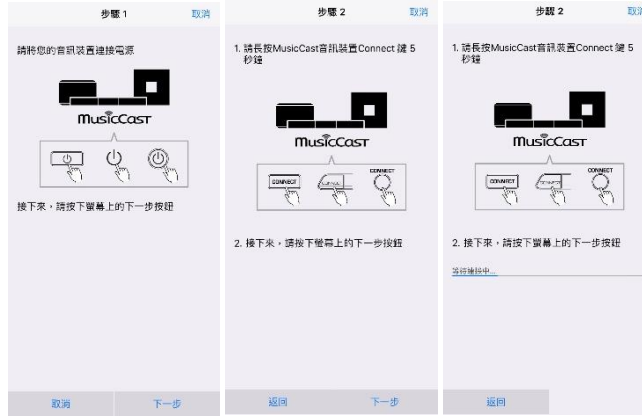 步驟 1
取消
請將您的音訊裝置連接電源
MusicCast
接下來，請按下螢幕上的下一步按鈕
取消
下一步
步驟 2
取消
1. 請長按MusicCast音訊裝置Connect 鍵 5
秒鐘
MusicCast
CONNECT
CONNECT
CONNECT
2. 接下來，請按下螢幕上的下一步按鈕
返回
下一步
步驟 2
取消
1. 請長按MusicCast音訊裝置Connect 鍵 5
秒鐘
MusicCast
CONNECT
CONNECT
CONNECT
2. 接下來，請按下螢幕上的下一步按鈕
等待連接中...
返回